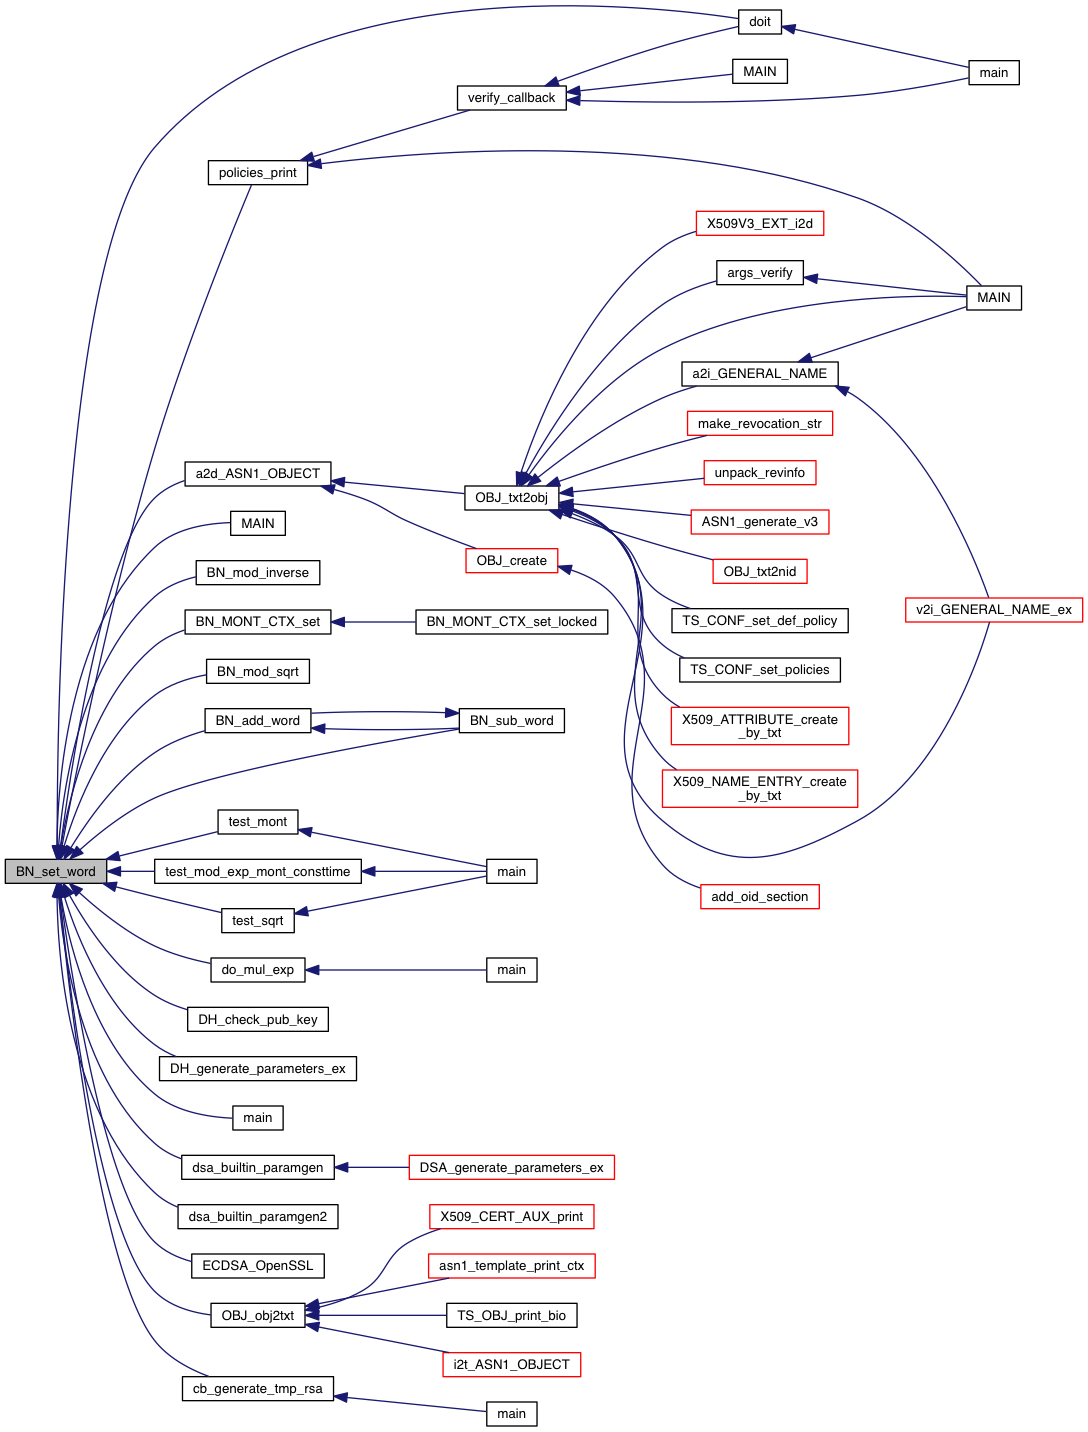 doit
MAIN
main
verify_callback
policies_print
X509V3_EXT_i2d
args_verify
MAIN
a2i_GENERAL_NAME
make_revocation_str
a2d_ASN1_OBJECT
unpack_revinfo
OBJ_txt2obj
MAIN
ASN1_generate_v3
OBJ_create
OBJ_txt2nid
BN_mod_inverse
v2i_GENERAL_NAME_ex
BN_MONT_CTX_set
BN_MONT_CTX_set_locked
TS_CONF_set_def_policy
BN_mod_sqrt
TS_CONF_set_policies
BN_add_word
BN_sub_word
X509_ATTRIBUTE_create
_by_txt
X509_NAME_ENTRY_create
_by_txt
test_mont
BN_set_word
test_mod_exp_mont_consttime
main
add_oid_section
test_sqrt
do_mul_exp
main
DH_check_pub_key
DH_generate_parameters_ex
main
dsa_builtin_paramgen
DSA_generate_parameters_ex
dsa_builtin_paramgen2
X509_CERT_AUX_print
ECDSA_OpenSSL
asn1_template_print_ctx
OBJ_obj2txt
TS_OBJ_print_bio
i2t_ASN1_OBJECT
cb_generate_tmp_rsa
main